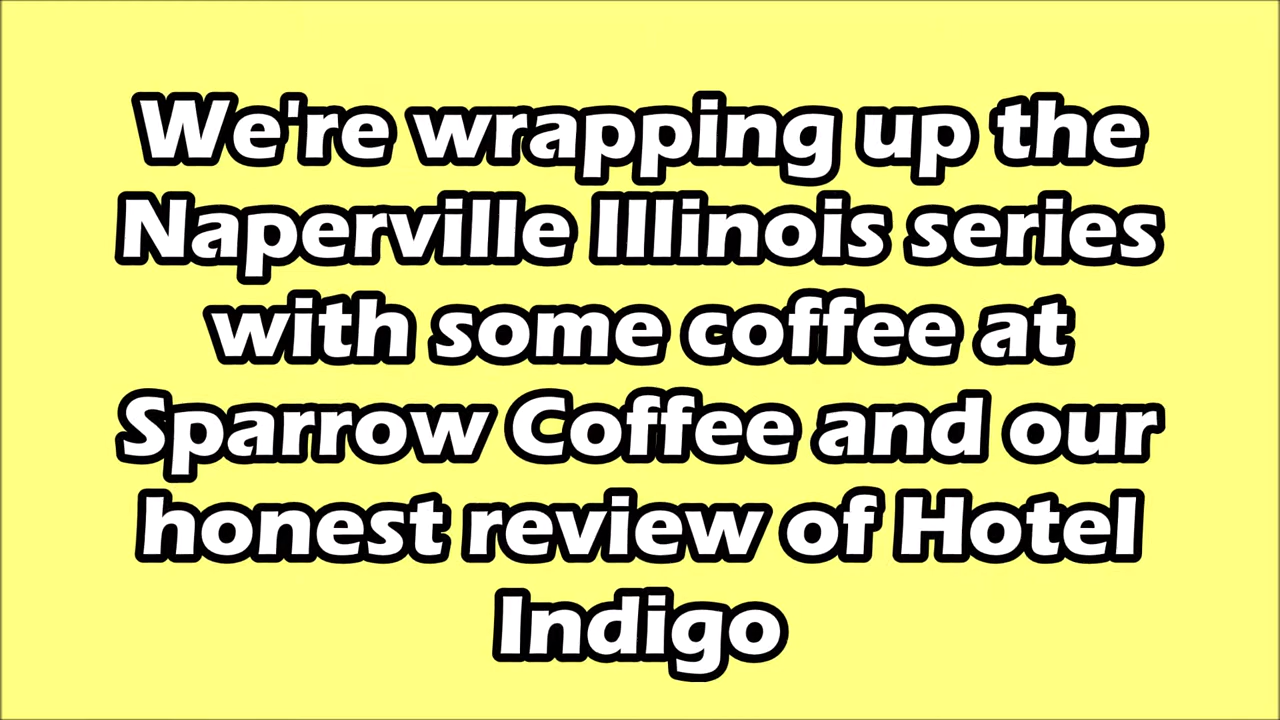 We're wrapping up the
Naperville Illinois series
with some coffee at
Sparrow Coffee and our
honest review of Hotel
Indigo